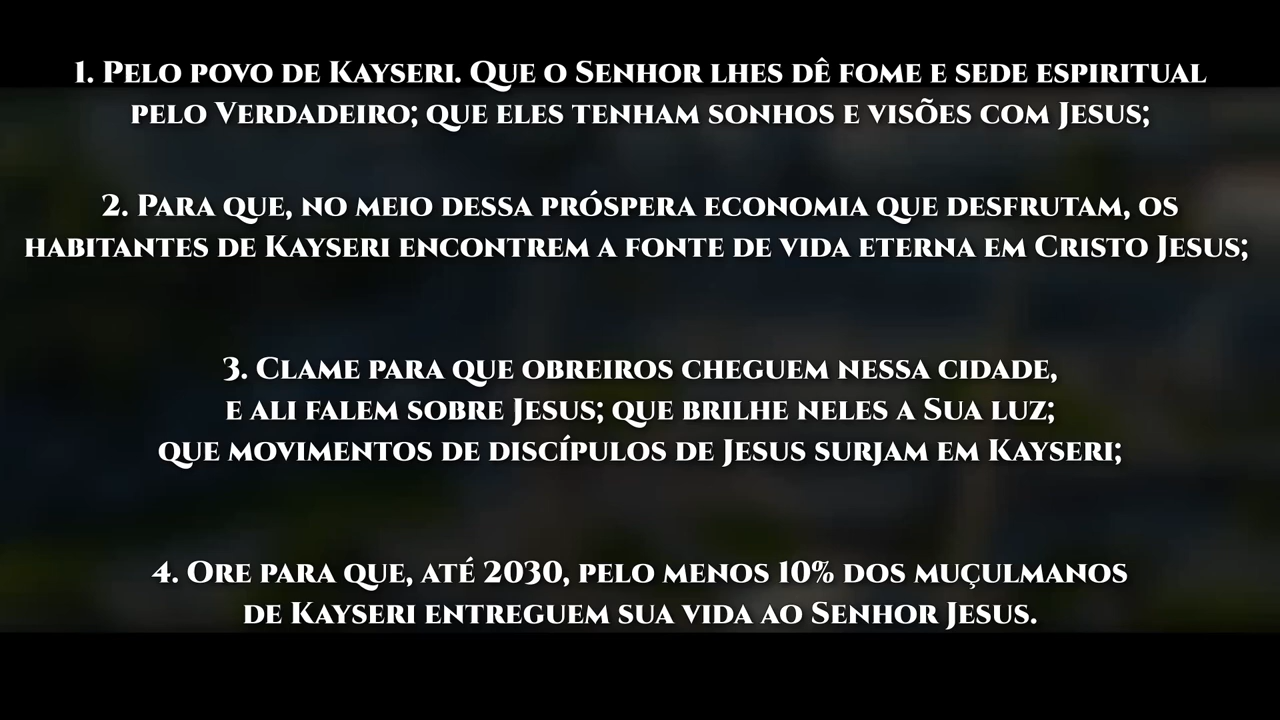 1. Pelo povo de Kayseri. Que o Senhor lhes dê fome e sede espiritual
pelo Verdadeiro; que eles tenham sonhos e visões com Jesus;
2. Para que, no meio dessa próspera economia que desfrutam, os
habitantes de Kayseri encontrem a fonte de vida eterna em Cristo Jesus;
3. Clame para que obreiros cheguem nessa cidade,
e ali falem sobre Jesus; que brilhe neles a Sua luz;
que movimentos de discípulos de Jesus surjam em Kayseri;
4. Ore para que, até 2030, pelo menos 10% dos muçulmanos
de Kayseri entreguem sua vida ao Senhor Jesus.